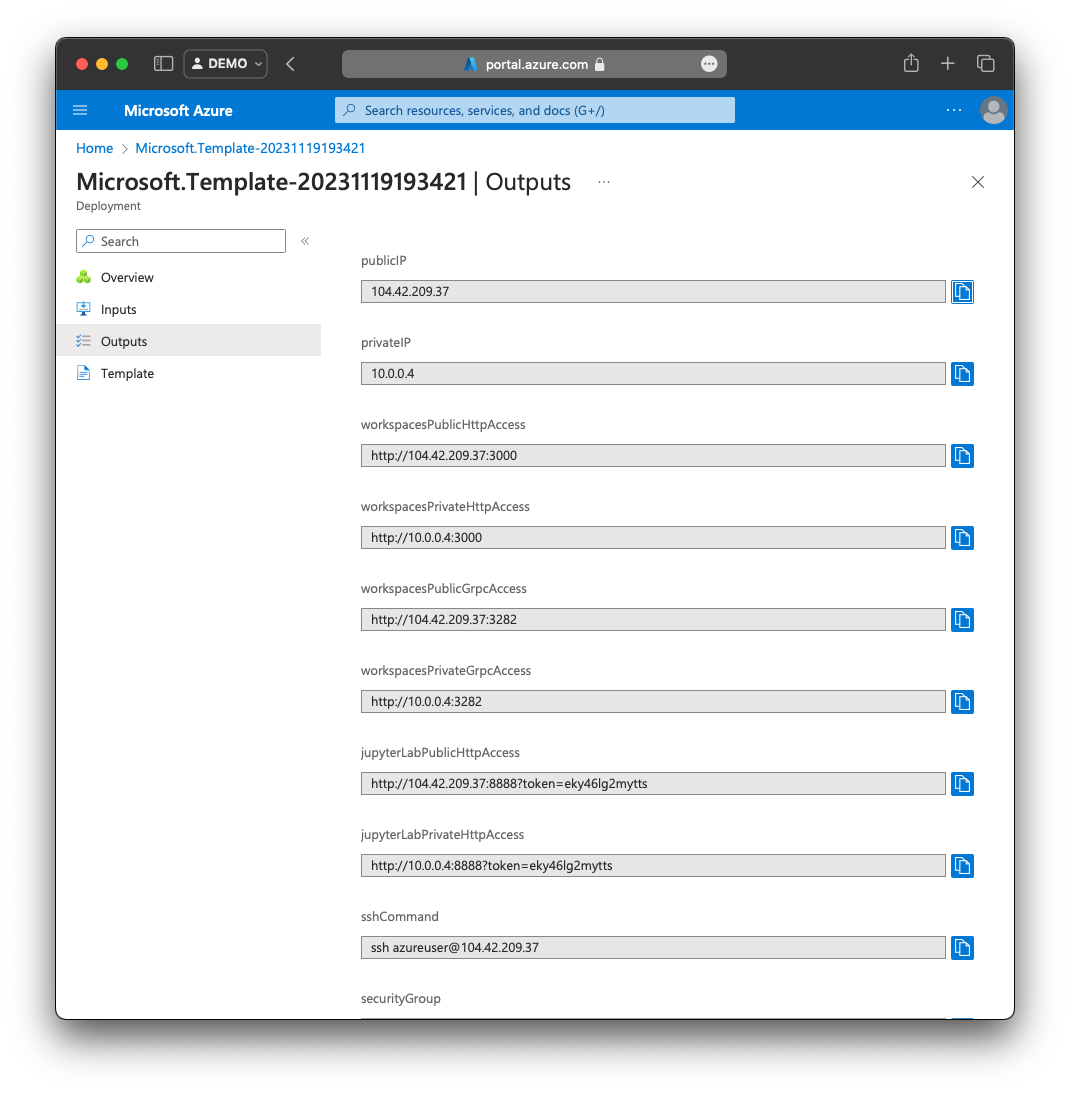 DEMO
portal.azure.com
Microsoft Azure
Search resources, services, and docs (G+/)
Home > Microsoft.Template-20231119193421
Microsoft.Template-20231119193421 | Outputs
Deployment
Search
Overview
Inputs
Outputs
Template
publicIP
104.42.209.37
privateIP
10.0.0.4
workspacesPublicHttpAccess
http://104.42.209.37:3000
workspacesPrivateHttpAccess
http://10.0.0.4:3000
workspacesPublicGrpcAccess
http://104.42.209.37:3282
workspacesPrivateGrpcAccess
http://10.0.0.4:3282
jupyterLabPublicHttpAccess
http://104.42.209.37:8888?token=eky46lg2mytts
jupyterLabPrivateHttpAccess
http://10.0.0.4:8888?token=eky46lg2mytts
sshCommand
ssh azureuser@104.42.209.37
securityGroup